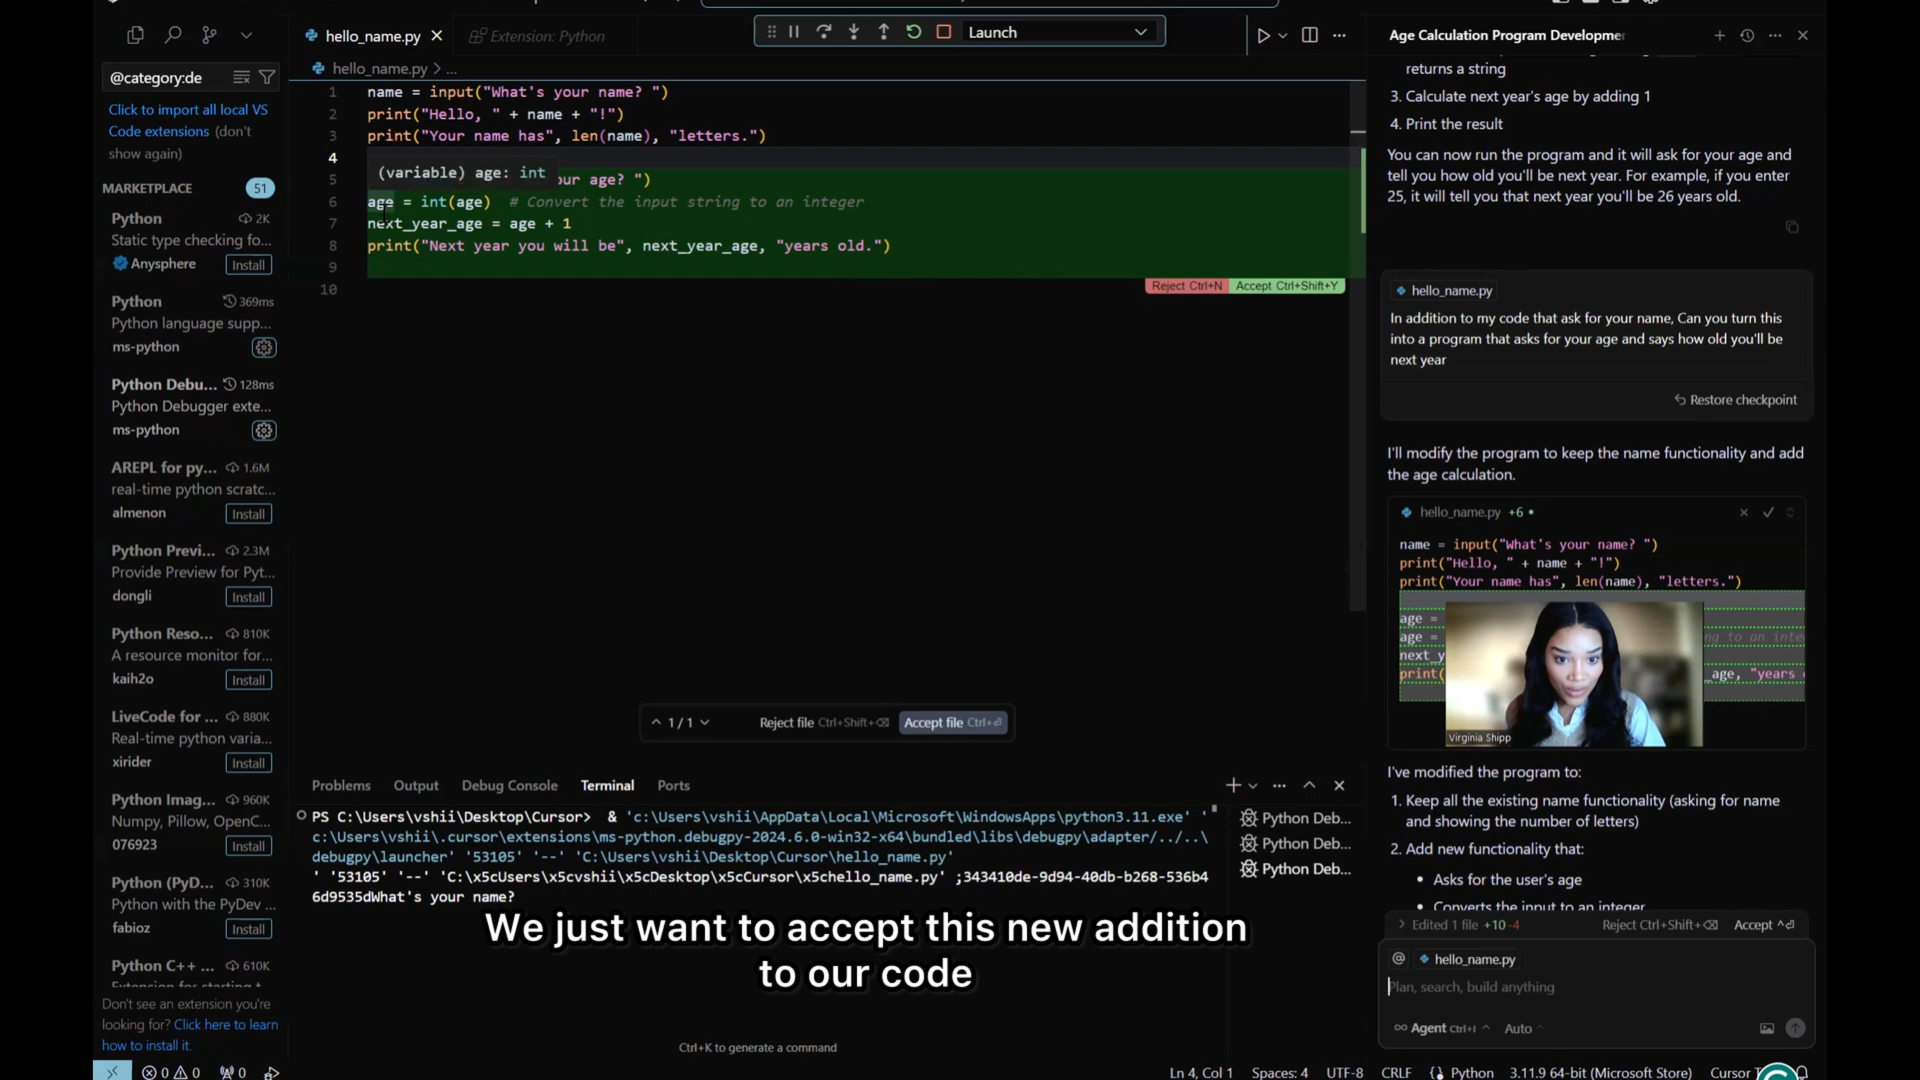 hello_name.py
Extension: Python
Launch
@category:de
Click to import all local VS
Code extensions (don't
show again)
MARKETPLACE 51
Python 2K
Static type checking fo...
Anysphere Install
Python 369ms
Python language supp...
ms-python
Python Debu... 128ms
Python Debugger exte...
ms-python
AREPL for py... 1.6M
real-time python scratc...
almenon Install
Python Previ... 2.3M
Provide Preview for Pyt...
dongli Install
Python Reso... 810K
A resource monitor for...
kaih2o Install
LiveCode for ... 880K
Real-time python varia...
xirider Install
Python Imag... 960K
Numpy, Pillow, OpenC...
076923 Install
Python (PyD... 310K
Python with the PyDev ...
fabioz Install
Python C++ ... 610K
Don't see an extension you're
looking for? Click here to learn
how to install it.
hello_name.py > ...
1 name = input("What's your name? ")
2 print("Hello, " + name + "!")
3 print("Your name has", len(name), "letters.")
4
(variable) age: int
5 our age? ")
6 age = int(age) # Convert the input string to an integer
7 next_year_age = age + 1
8 print("Next year you will be", next_year_age, "years old.")
9
10
Reject Ctrl+N Accept Ctrl+Shift+Y
1 / 1 Reject file Ctrl+Shift+⌫ Accept file Ctrl+⏎
Problems Output Debug Console Terminal Ports
PS C:\Users\vshii\Desktop\Cursor> & 'c:\Users\vshii\AppData\Local\Microsoft\WindowsApps\python3.11.exe' '
c:\Users\vshii\.cursor\extensions\ms-python.debugpy-2024.6.0-win32-x64\bundled\libs\debugpy\adapter/../..\
debugpy\launcher' '53105' '--' 'C:\Users\vshii\Desktop\Cursor\hello_name.py'
' '53105' '--' 'C:\x5cUsers\x5cvshii\x5cDesktop\x5cCursor\x5chello_name.py' ;343410de-9d94-40db-b268-536b4
6d9535dWhat's your name?
Python Deb...
Python Deb...
Python Deb...
We just want to accept this new addition
to our code
Ctrl+K to generate a command
Age Calculation Program Developmer
returns a string
3. Calculate next year's age by adding 1
4. Print the result
You can now run the program and it will ask for your age and
tell you how old you'll be next year. For example, if you enter
25, it will tell you that next year you'll be 26 years old.
hello_name.py
In addition to my code that ask for your name, Can you turn this
into a program that asks for your age and says how old you'll be
next year
Restore checkpoint
I'll modify the program to keep the name functionality and add
the age calculation.
hello_name.py +6
name = input("What's your name? ")
print("Hello, " + name + "!")
print("Your name has", len(name), "letters.")
age =
age = ng to an inte
next_y
print( _age, "years
Virginia Shipp
I've modified the program to:
1. Keep all the existing name functionality (asking for name
and showing the number of letters)
2. Add new functionality that:
• Asks for the user's age
• Converts the input to an integer
> Edited 1 file +10 -4 Reject Ctrl+Shift+⌫ Accept ^⏎
@ hello_name.py
Plan, search, build anything
Agent Ctrl+I Auto
0 0 0 Ln 4, Col 1 Spaces: 4 UTF-8 CRLF Python 3.11.9 64-bit (Microsoft Store) Cursor